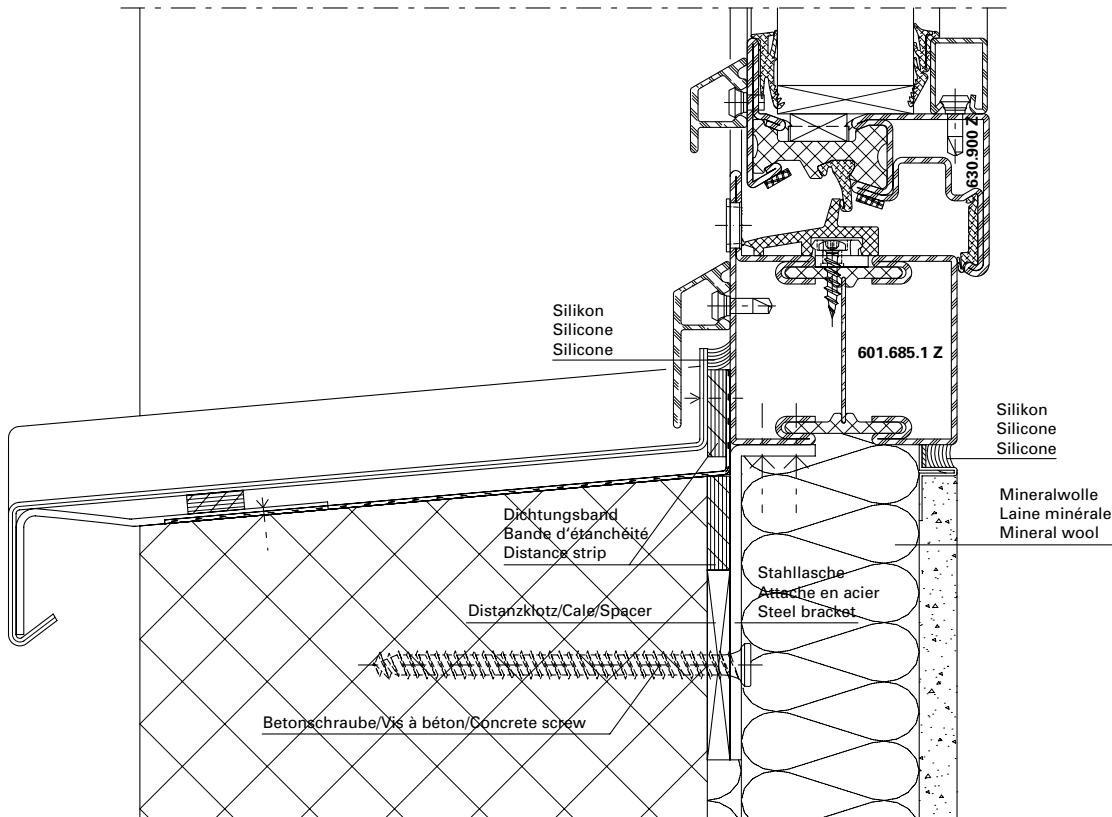 630.900 Z
Silikon
Silicone
Silicone
601.685.1 Z
Silikon
Silicone
Silicone
Mineralwolle
Laine minérale
Mineral wool
Dichtungsband
Bande d'étanchéité
Distance strip
Stahllasche
Attache en acier
Steel bracket
Distanzklotz/Cale/Spacer
Betonschraube/Vis à béton/Concrete screw